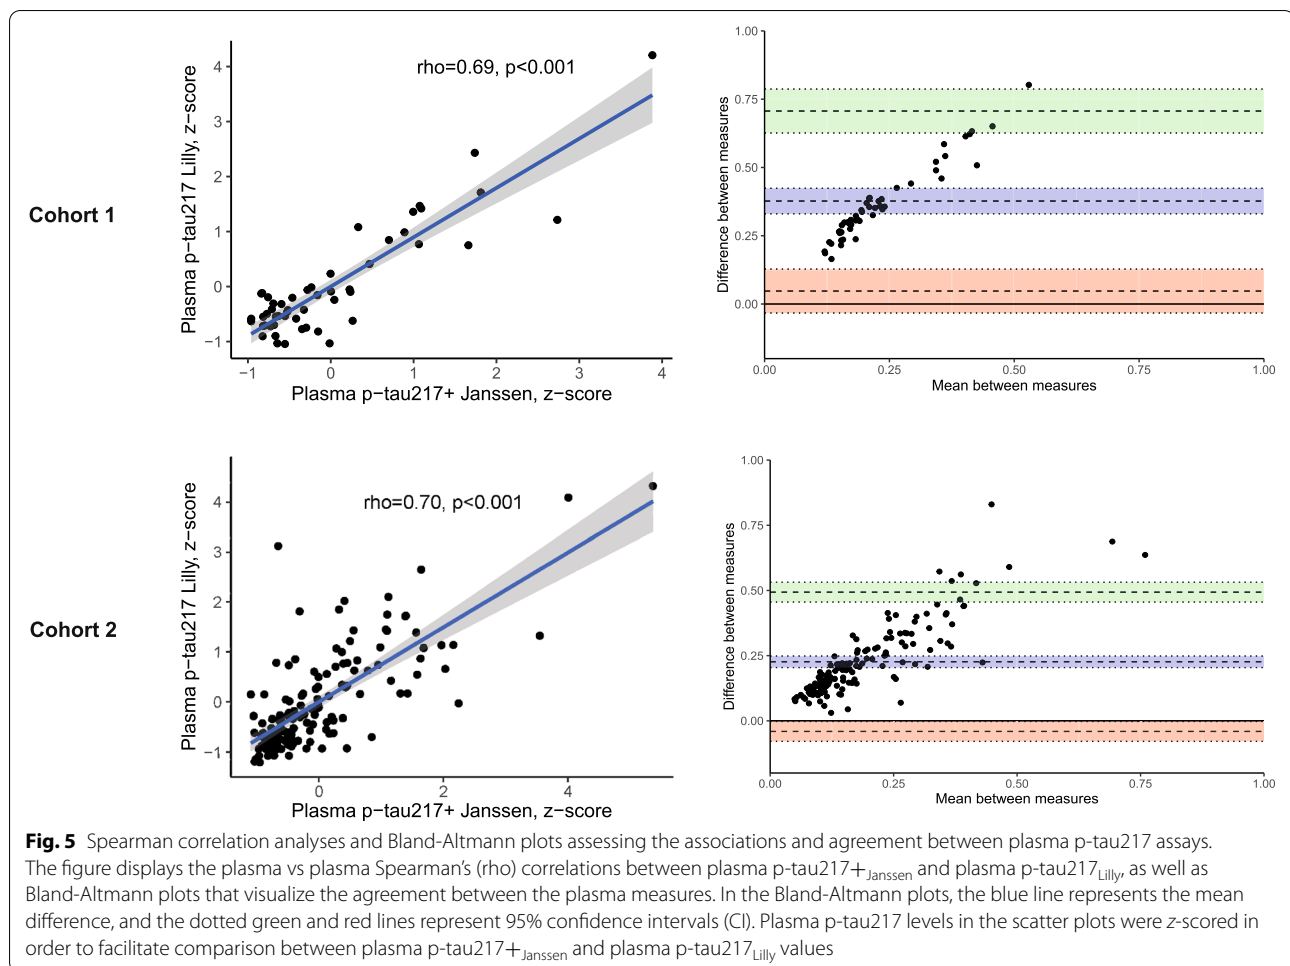 Cohort 1
Plasma p−tau217 Lilly, z−score
4
3
2
1
0
−1
rho=0.69, p<0.001
−1 0 1 2 3 4
Plasma p−tau217+ Janssen, z−score
Difference between measures
1.00
0.75
0.50
0.25
0.00
0.00 0.25 0.50 0.75 1.00
Mean between measures
Cohort 2
Plasma p−tau217 Lilly, z−score
4
3
2
1
0
−1
rho=0.70, p<0.001
0 2 4
Plasma p−tau217+ Janssen, z−score
Difference between measures
1.00
0.75
0.50
0.25
0.00
0.00 0.25 0.50 0.75 1.00
Mean between measures
Fig. 5 Spearman correlation analyses and Bland-Altmann plots assessing the associations and agreement between plasma p-tau217 assays.
The figure displays the plasma vs plasma Spearman's (rho) correlations between plasma p-tau217+Janssen and plasma p-tau217Lilly, as well as
Bland-Altmann plots that visualize the agreement between the plasma measures. In the Bland-Altmann plots, the blue line represents the mean
difference, and the dotted green and red lines represent 95% confidence intervals (CI). Plasma p-tau217 levels in the scatter plots were z-scored in
order to facilitate comparison between plasma p-tau217+Janssen and plasma p-tau217Lilly values